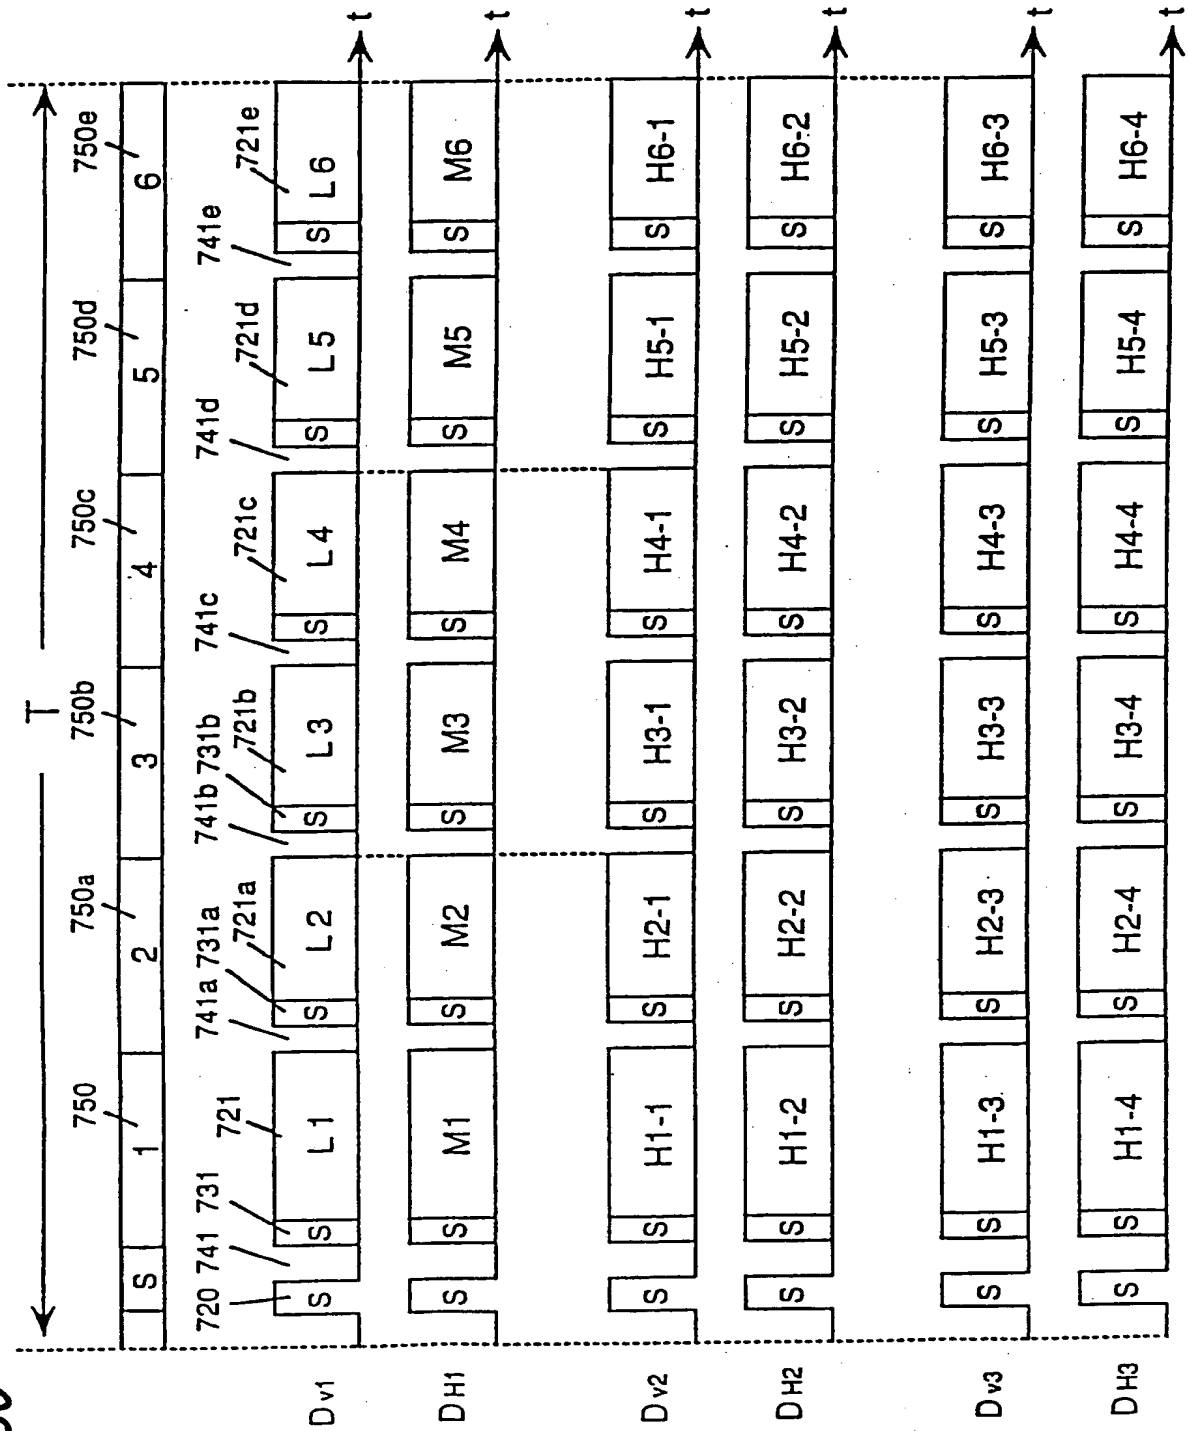 T
750 750a 750b 750c 750d 750e
S 1 2 3 4 5 6
720 741 731 721 741a 731a 721a 741b 731b 721b 741c 721c 741d 721d 741e 721e
Dv1 S S L1 S L2 S L3 S L4 S L5 S L6 t
DH1 S S M1 S M2 S M3 S M4 S M5 S M6 t
Dv2 S S H1-1 S H2-1 S H3-1 S H4-1 S H5-1 S H6-1 t
DH2 S S H1-2 S H2-2 S H3-2 S H4-2 S H5-2 S H6-2 t
Dv3 S S H1-3 S H2-3 S H3-3 S H4-3 S H5-3 S H6-3 t
DH3 S S H1-4 S H2-4 S H3-4 S H4-4 S H5-4 S H6-4 t